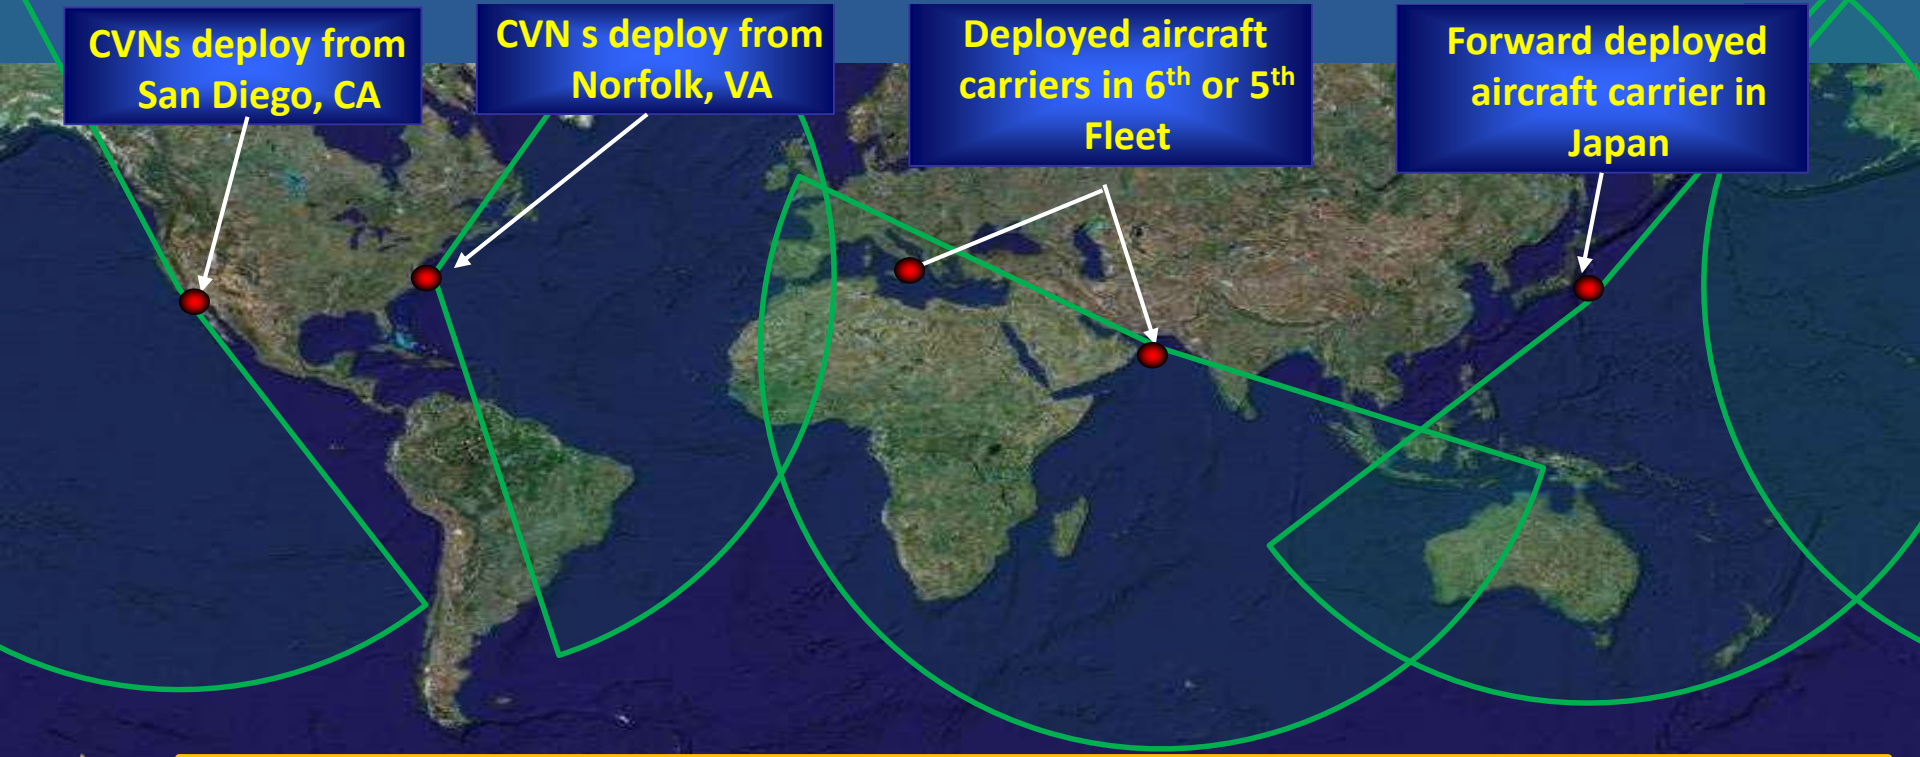 CVNs deploy from
San Diego, CA
CVN s deploy from
Norfolk, VA
Deployed aircraft
carriers in 6th or 5th
Fleet
Forward deployed
aircraft carrier in
Japan